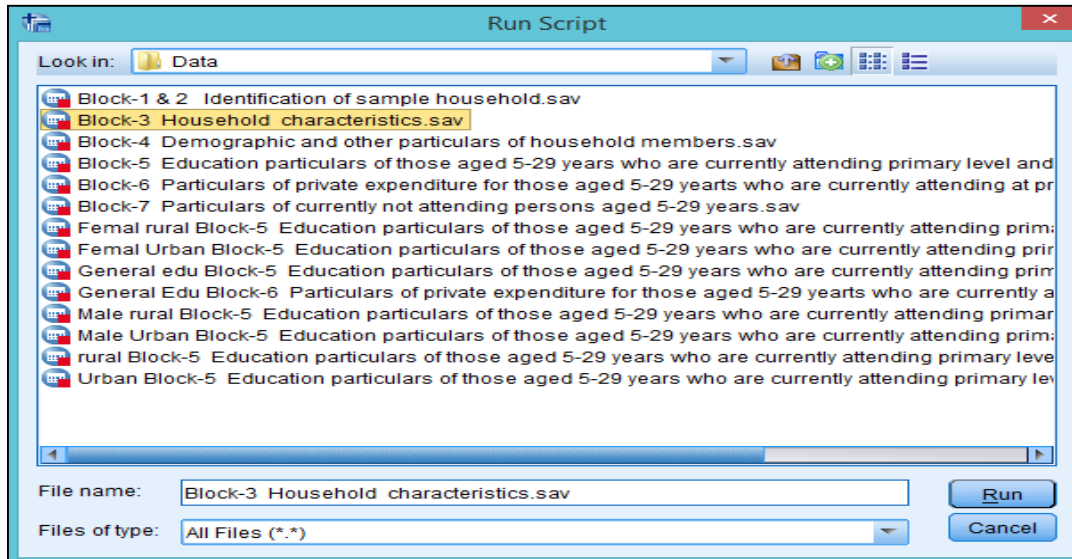 Run Script
Look in: Data
Block-1 & 2 Identification of sample household.sav
Block-3 Household characteristics.sav
Block-4 Demographic and other particulars of household members.sav
Block-5 Education particulars of those aged 5-29 years who are currently attending primary level and
Block-6 Particulars of private expenditure for those aged 5-29 yearts who are currently attending at pr
Block-7 Particulars of currently not attending persons aged 5-29 years.sav
Femal rural Block-5 Education particulars of those aged 5-29 years who are currently attending prim
Femal Urban Block-5 Education particulars of those aged 5-29 years who are currently attending prir
General edu Block-5 Education particulars of those aged 5-29 years who are currently attending prim
General Edu Block-6 Particulars of private expenditure for those aged 5-29 yearts who are currently a
Male rural Block-5 Education particulars of those aged 5-29 years who are currently attending primar
Male Urban Block-5 Education particulars of those aged 5-29 years who are currently attending prim
rural Block-5 Education particulars of those aged 5-29 years who are currently attending primary leve
Urban Block-5 Education particulars of those aged 5-29 years who are currently attending primary le
File name: Block-3 Household characteristics.sav
Run
Files of type: All Files (*.*)
Cancel